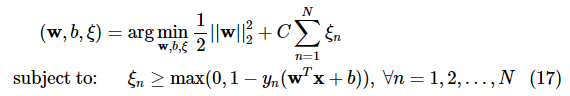 (w, b, ξ) = arg min_{w,b,ξ} 1/2 ||w||_2^2 + C ∑_{n=1}^{N} ξ_n
subject to: ξ_n ≥ max(0, 1 − y_n(w^T x + b)), ∀n = 1, 2, …, N (17)